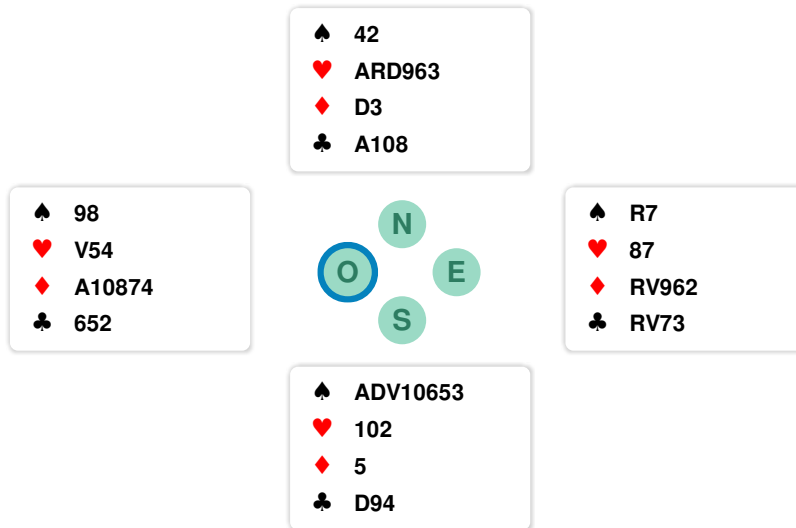 ♠ 42
♥ ARD963
♦ D3
♣ A108
♠ 98
♥ V54
♦ A10874
♣ 652
N
O E
S
♠ R7
♥ 87
♦ RV962
♣ RV73
♠ ADV10653
♥ 102
♦ 5
♣ D94